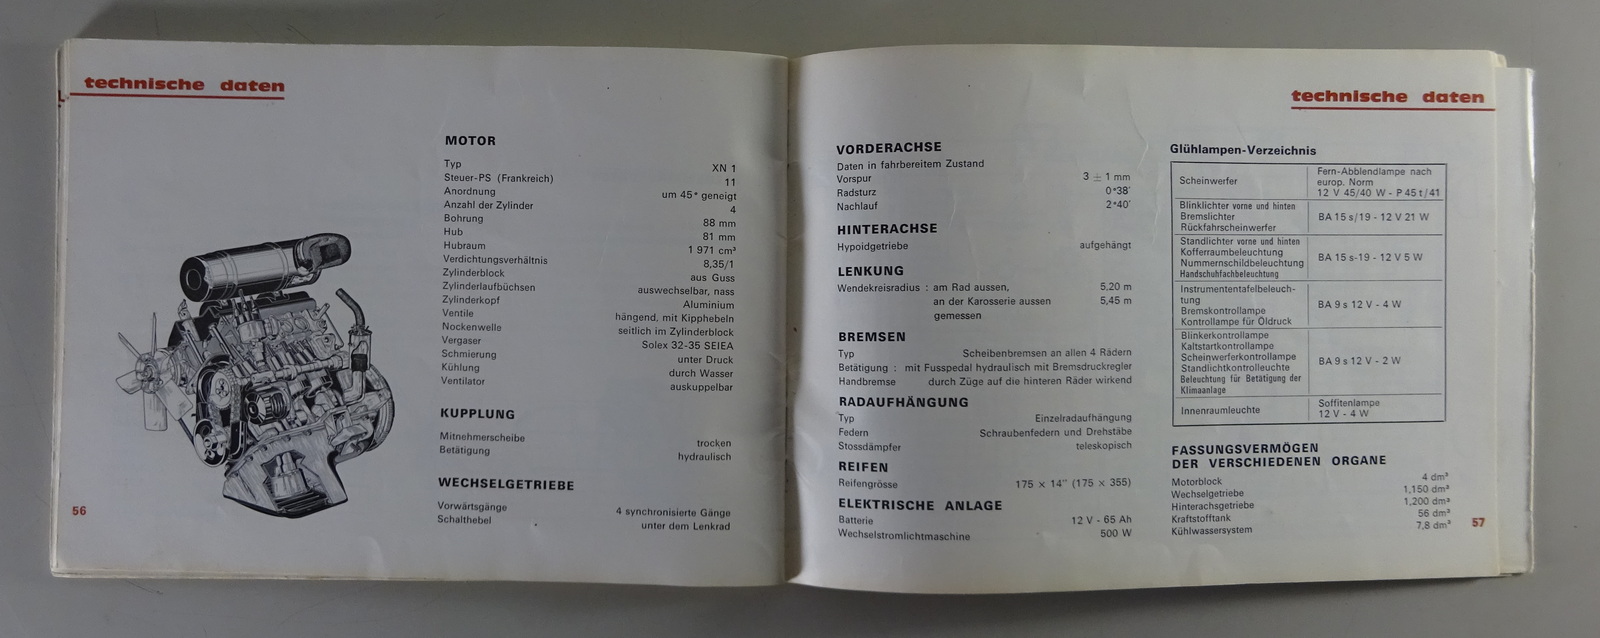 technische daten
MOTOR
Typ XN 1
Steuer-PS (Frankreich) 11
Anordnung um 45° geneigt
Anzahl der Zylinder 4
Bohrung 88 mm
Hub 81 mm
Hubraum 1 971 cm³
Verdichtungsverhältnis 8,35/1
Zylinderblock aus Guss
Zylinderlaufbüchsen auswechselbar, nass
Zylinderkopf Aluminium
Ventile hängend, mit Kipphebeln
Nockenwelle seitlich im Zylinderblock
Vergaser Solex 32-35 SEIEA
Schmierung unter Druck
Kühlung durch Wasser
Ventilator auskuppelbar
KUPPLUNG
Mitnehmerscheibe trocken
Betätigung hydraulisch
WECHSELGETRIEBE
Vorwärtsgänge 4 synchronisierte Gänge
Schalthebel unter dem Lenkrad
56
technische daten
VORDERACHSE
Daten in fahrbereitem Zustand
Vorspur 3 ± 1 mm
Radsturz 0°38'
Nachlauf 2°40'
HINTERACHSE
Hypoidgetriebe aufgehängt
LENKUNG
Wendekreisradius : am Rad aussen, 5,20 m
an der Karosserie aussen 5,45 m
gemessen
BREMSEN
Typ Scheibenbremsen an allen 4 Rädern
Betätigung : mit Fusspedal hydraulisch mit Bremsdruckregler
Handbremse durch Züge auf die hinteren Räder wirkend
RADAUFHÄNGUNG
Typ Einzelradaufhängung
Federn Schraubenfedern und Drehstäbe
Stossdämpfer teleskopisch
REIFEN
Reifengrösse 175 x 14" (175 x 355)
ELEKTRISCHE ANLAGE
Batterie 12 V - 65 Ah
Wechselstromlichtmaschine 500 W
Glühlampen-Verzeichnis
Scheinwerfer
Fern-Abblendlampe nach
europ. Norm
12 V 45/40 W - P 45 t/41
Blinklichter vorne und hinten
Bremslichter
Rückfahrscheinwerfer
BA 15 s/19 - 12 V 21 W
Standlichter vorne und hinten
Kofferraumbeleuchtung
Nummernschildbeleuchtung
Handschuhfachbeleuchtung
BA 15 s-19 - 12 V 5 W
Instrumententafelbeleuch-
tung
Bremskontrollampe
Kontrollampe für Öldruck
BA 9 s 12 V - 4 W
Blinkerkontrollampe
Kaltstartkontrollampe
Scheinwerferkontrollampe
Standlichtkontrolleuchte
Beleuchtung für Betätigung der
Klimaanlage
BA 9 s 12 V - 2 W
Innenraumleuchte
Soffitenlampe
12 V - 4 W
FASSUNGSVERMÖGEN
DER VERSCHIEDENEN ORGANE
Motorblock 4 dm³
Wechselgetriebe 1,150 dm³
Hinterachsgetriebe 1,200 dm³
Kraftstofftank 56 dm³
Kühlwassersystem 7,8 dm³
57